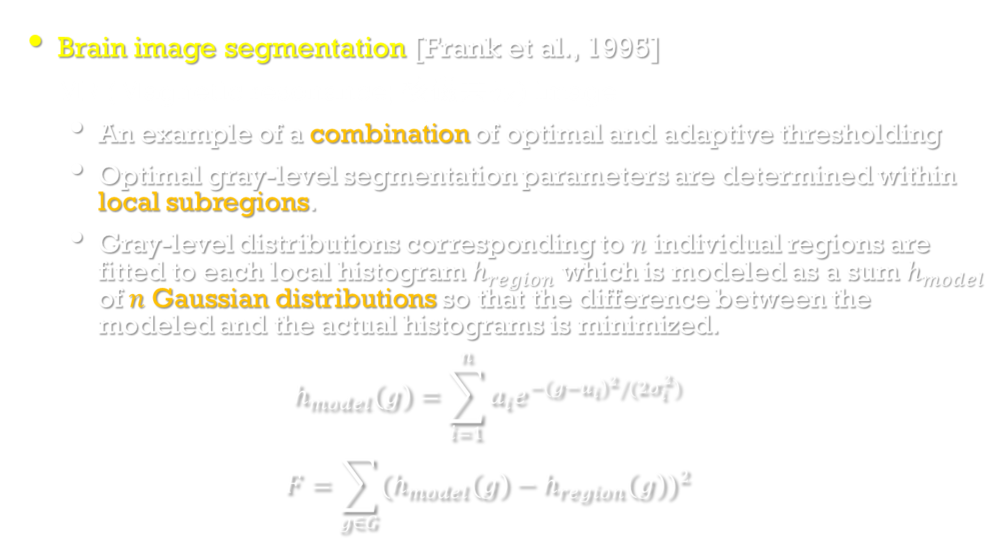 • Brain image segmentation [Frank et al., 1995]
• An example of a combination of optimal and adaptive thresholding
• Optimal gray-level segmentation parameters are determined within
local subregions.
• Gray-level distributions corresponding to n individual regions are
fitted to each local histogram h_{region} which is modeled as a sum h_{model}
of n Gaussian distributions so that the difference between the
modeled and the actual histograms is minimized.
h_{model}(g) = \sum_{i=1}^{n} a_i e^{-(g-u_i)^2/(2σ_i^2)}
F = \sum_{g∈G} (h_{model}(g) − h_{region}(g))^2